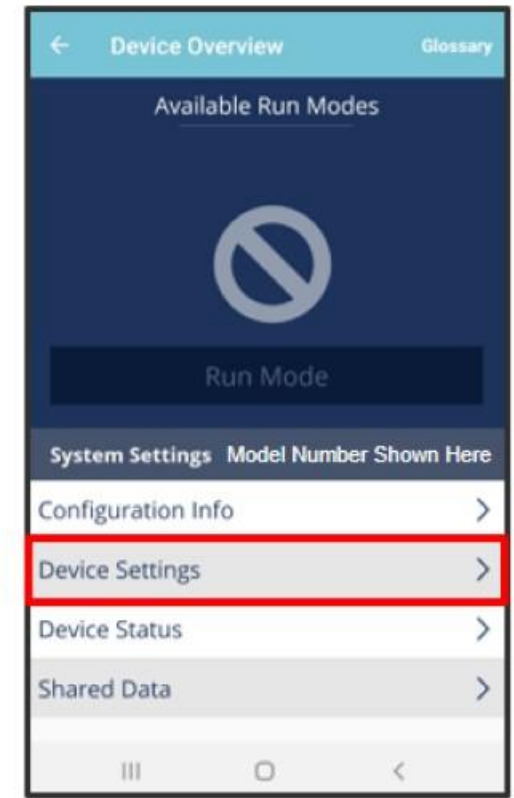 Device Overview Glossary
Available Run Modes
Run Mode
System Settings Model Number Shown Here
Configuration Info
Device Settings
Device Status
Shared Data